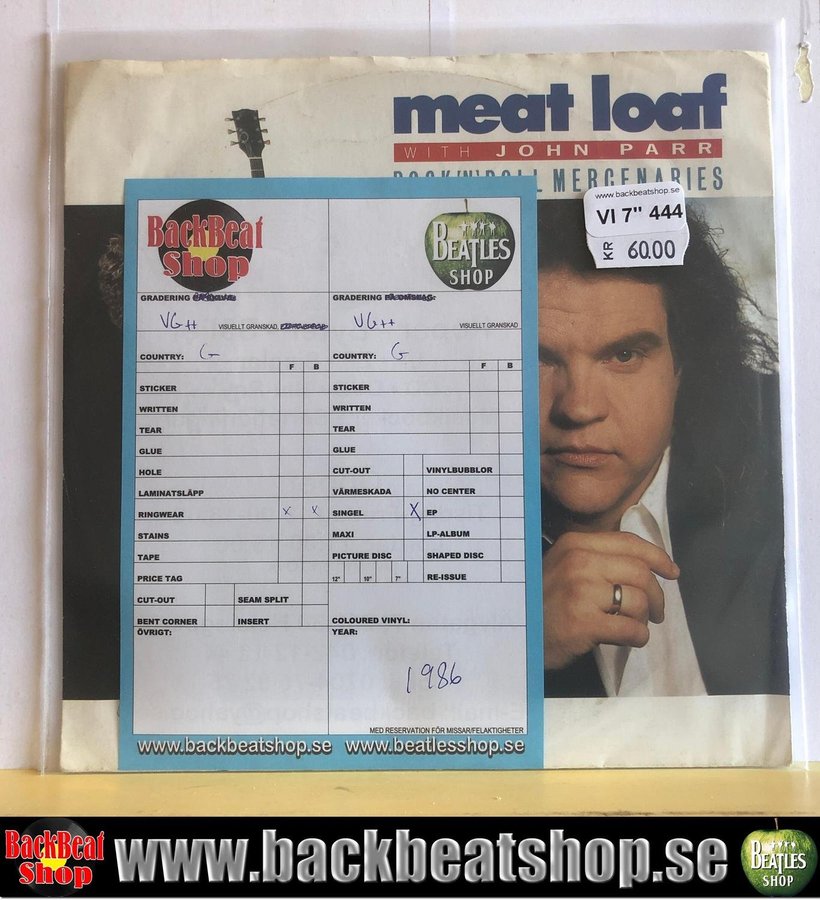 meat loaf
WITH JOHN PARR
ROCK'N'ROLL MERCENARIES
www.backbeatshop.se
VI 7" 444
KR 60.00
BackBeat
Shop
BEATLES
SHOP
GRADERING
VG++ VISUELLT GRANSKAD,
COUNTRY: G
F B
STICKER
WRITTEN
TEAR
GLUE
HOLE
LAMINATSLÄPP
RINGWEAR X X
STAINS
TAPE
PRICE TAG
CUT-OUT SEAM SPLIT
BENT CORNER INSERT
ÖVRIGT:
GRADERING
VG++ VISUELLT GRANSKAD
COUNTRY: G
F B
STICKER
WRITTEN
TEAR
GLUE
CUT-OUT VINYLBUBBLOR
VÄRMESKADA NO CENTER
SINGEL X EP
MAXI LP-ALBUM
PICTURE DISC SHAPED DISC
12" 10" 7" RE-ISSUE
COLOURED VINYL:
YEAR:
1986
MED RESERVATION FÖR MISSAR/FELAKTIGHETER
www.backbeatshop.se www.beatlesshop.se
BackBeat
Shop
www.backbeatshop.se
BEATLES
SHOP